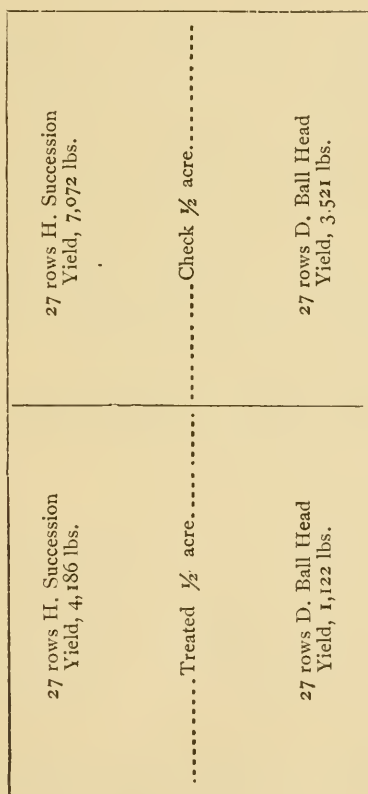 27 rows H. Succession
Yield, 4,186 lbs.
27 rows H. Succession
Yield, 7,072 lbs.
..........Treated ½ acre..........
..........Check ½ acre..........
27 rows D. Ball Head
Yield, 1,122 lbs.
27 rows D. Ball Head
Yield, 3.521 lbs.